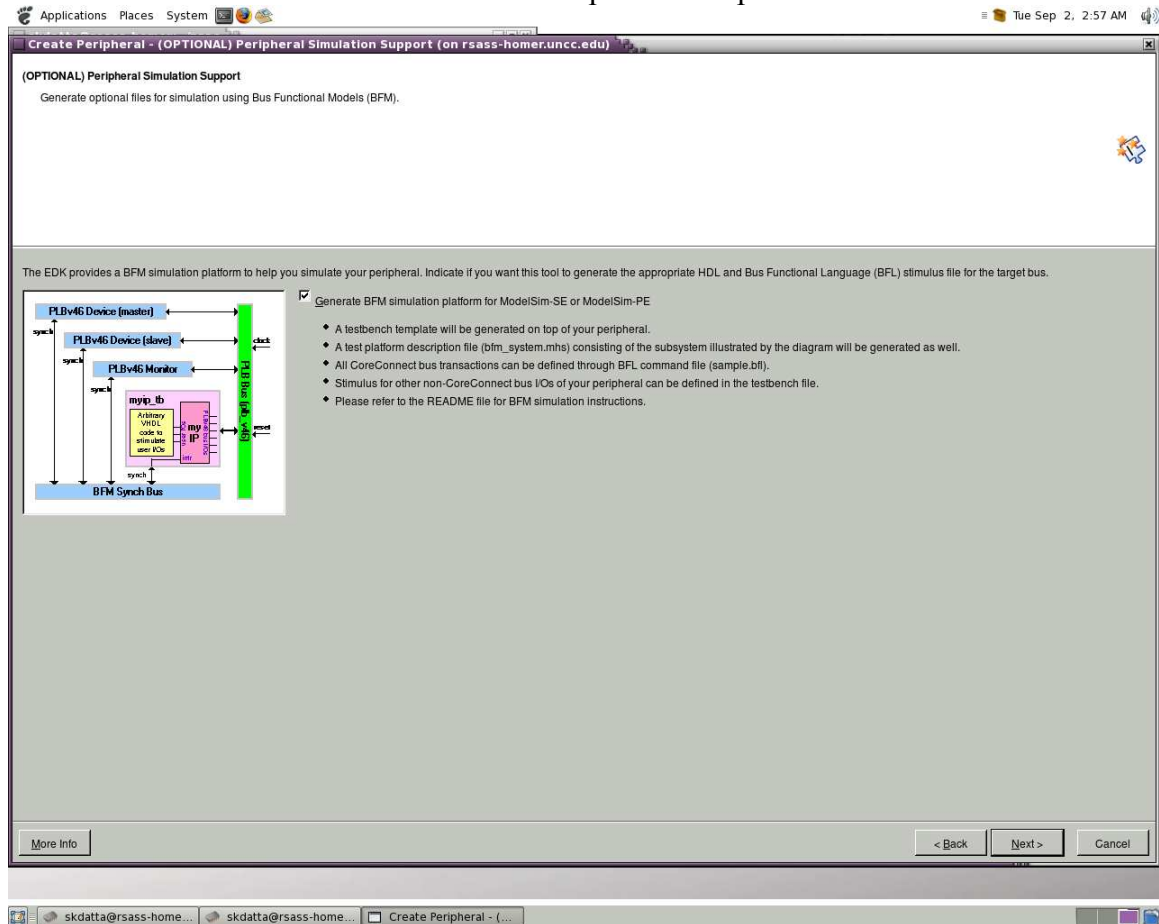 Applications Places System
Tue Sep 2, 2:57 AM
Create Peripheral - (OPTIONAL) Peripheral Simulation Support (on rsass-homer.uncc.edu)
(OPTIONAL) Peripheral Simulation Support
Generate optional files for simulation using Bus Functional Models (BFM).
The EDK provides a BFM simulation platform to help you simulate your peripheral. Indicate if you want this tool to generate the appropriate HDL and Bus Functional Language (BFL) stimulus file for the target bus.
PLBv46 Device (master)
synch
PLBv46 Device (slave)
clock
synch
PLBv46 Monitor
synch
PLB Bus (plb_v46)
myip_tb
Arbitrary
VHDL
code to
stimulate
user I/Os
my
IP
PLBv46 bus I/Os
reset
intr
synch
BFM Synch Bus
Generate BFM simulation platform for ModelSim-SE or ModelSim-PE
A testbench template will be generated on top of your peripheral.
A test platform description file (bfm_system.mhs) consisting of the subsystem illustrated by the diagram will be generated as well.
All CoreConnect bus transactions can be defined through BFL command file (sample.bfl).
Stimulus for other non-CoreConnect bus I/Os of your peripheral can be defined in the testbench file.
Please refer to the README file for BFM simulation instructions.
More Info
< Back
Next >
Cancel
skdatta@rsass-home...
skdatta@rsass-home...
Create Peripheral - (...